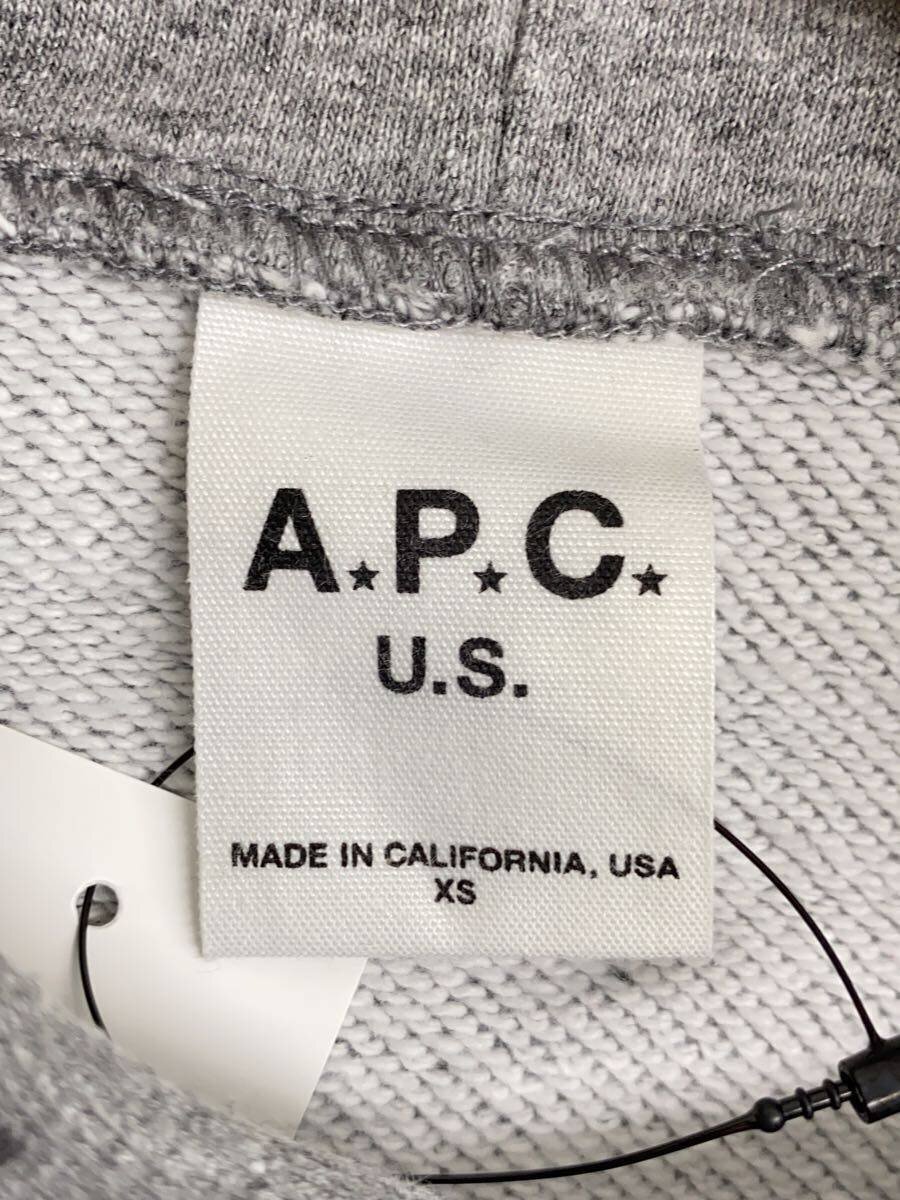 A.★P.★C.★
U.S.
MADE IN CALIFORNIA, USA
XS